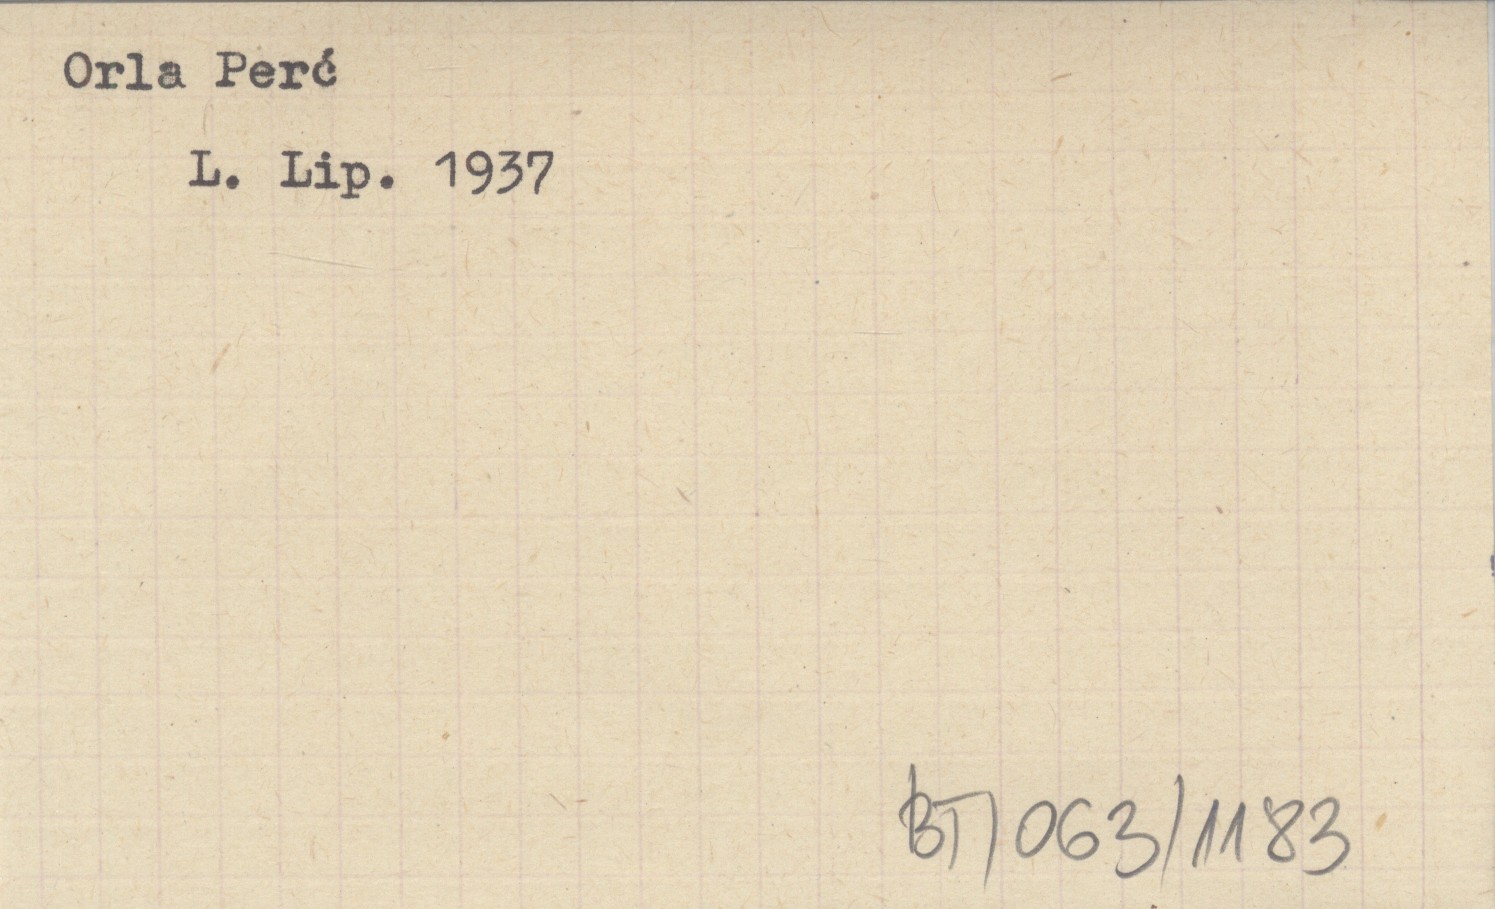 Orla Perć
L. Lip. 1937
BT/063/1183